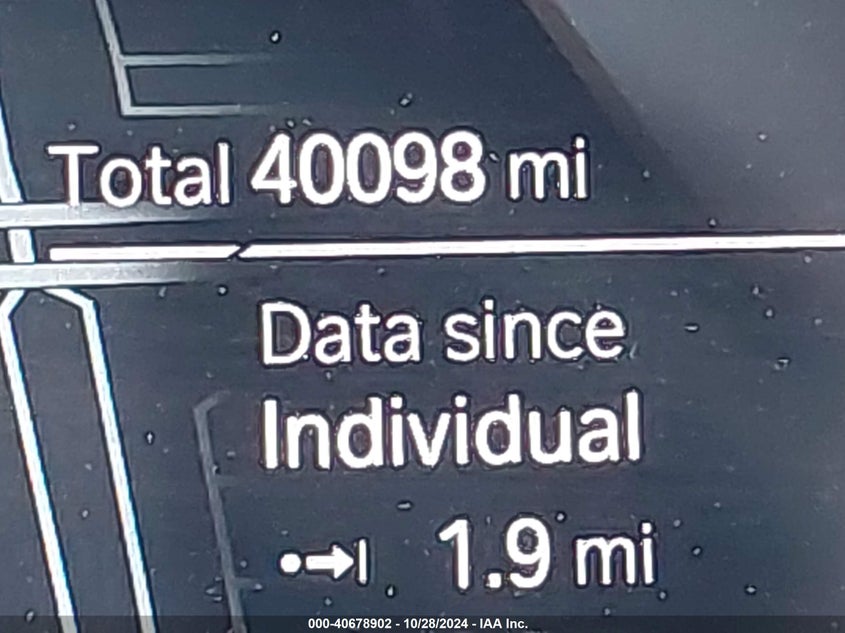 Total 40098 mi
Data since
Individual
1.9 mi
000-40678902 - 10/28/2024 - IAA Inc.